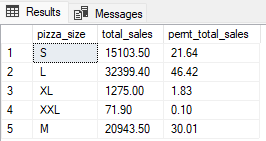 Results Messages
pizza_size total_sales pernt_total_sales
1 S 15103.50 21.64
2 L 32399.40 46.42
3 XL 1275.00 1.83
4 XXL 71.90 0.10
5 M 20943.50 30.01